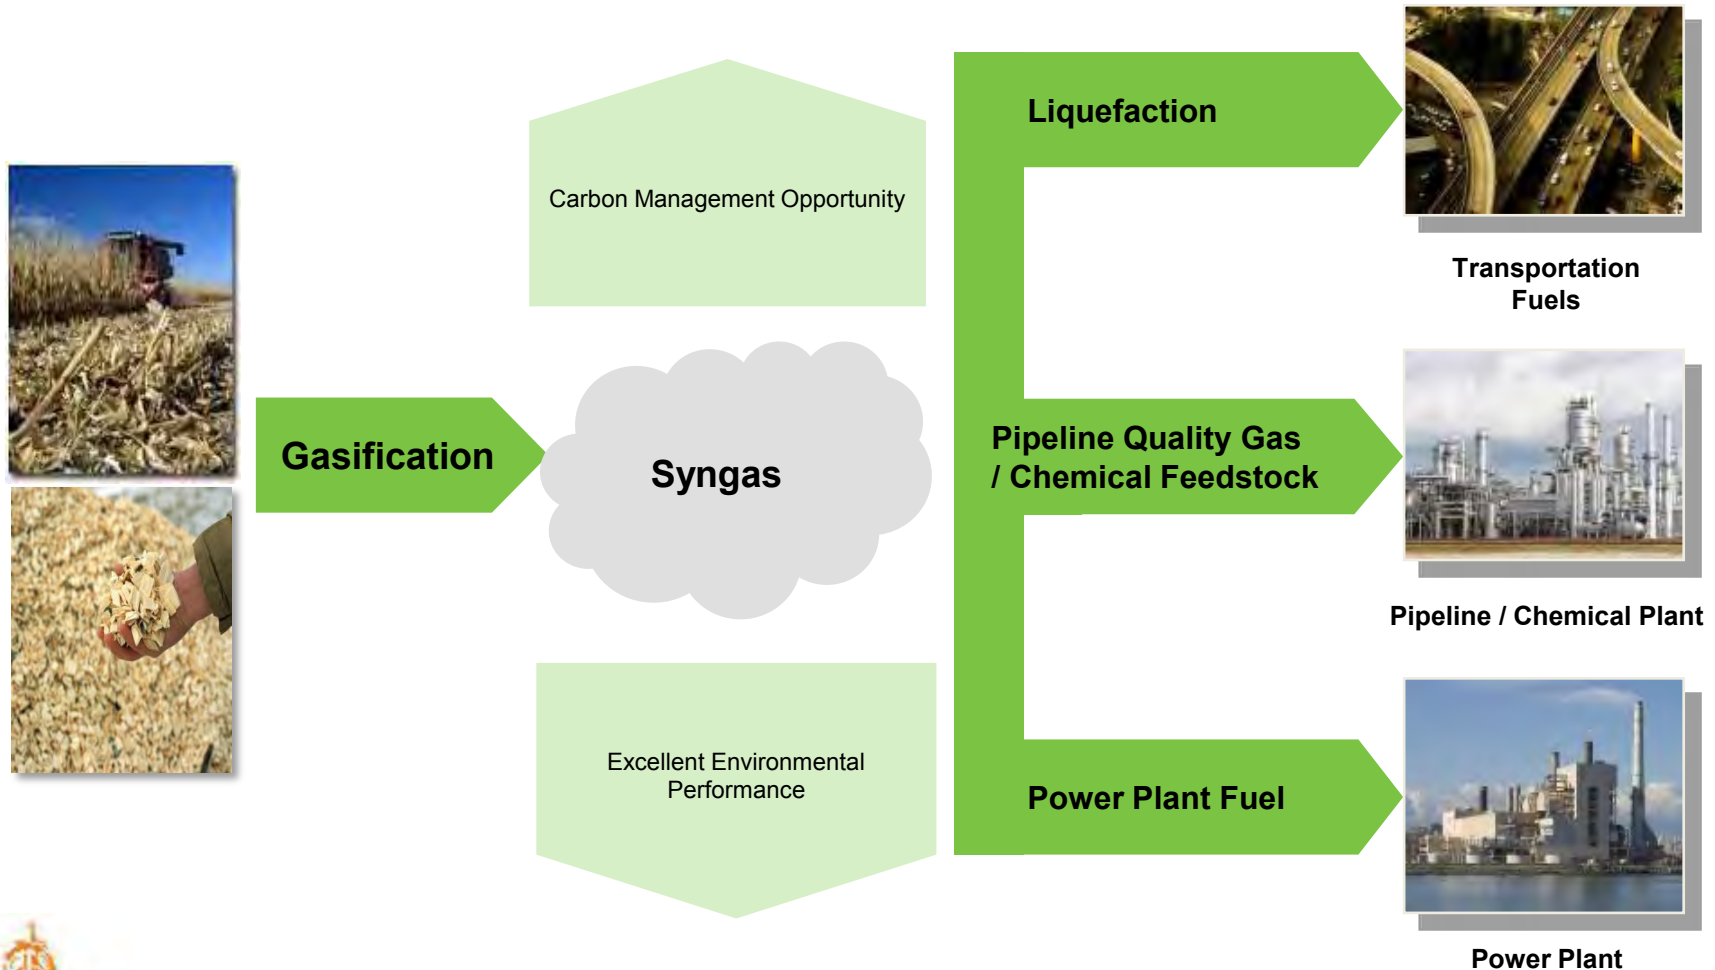 Liquefaction
Carbon Management Opportunity
Transportation
Fuels
Gasification
Syngas
Pipeline Quality Gas
/ Chemical Feedstock
Pipeline / Chemical Plant
Excellent Environmental
Performance
Power Plant Fuel
Power Plant